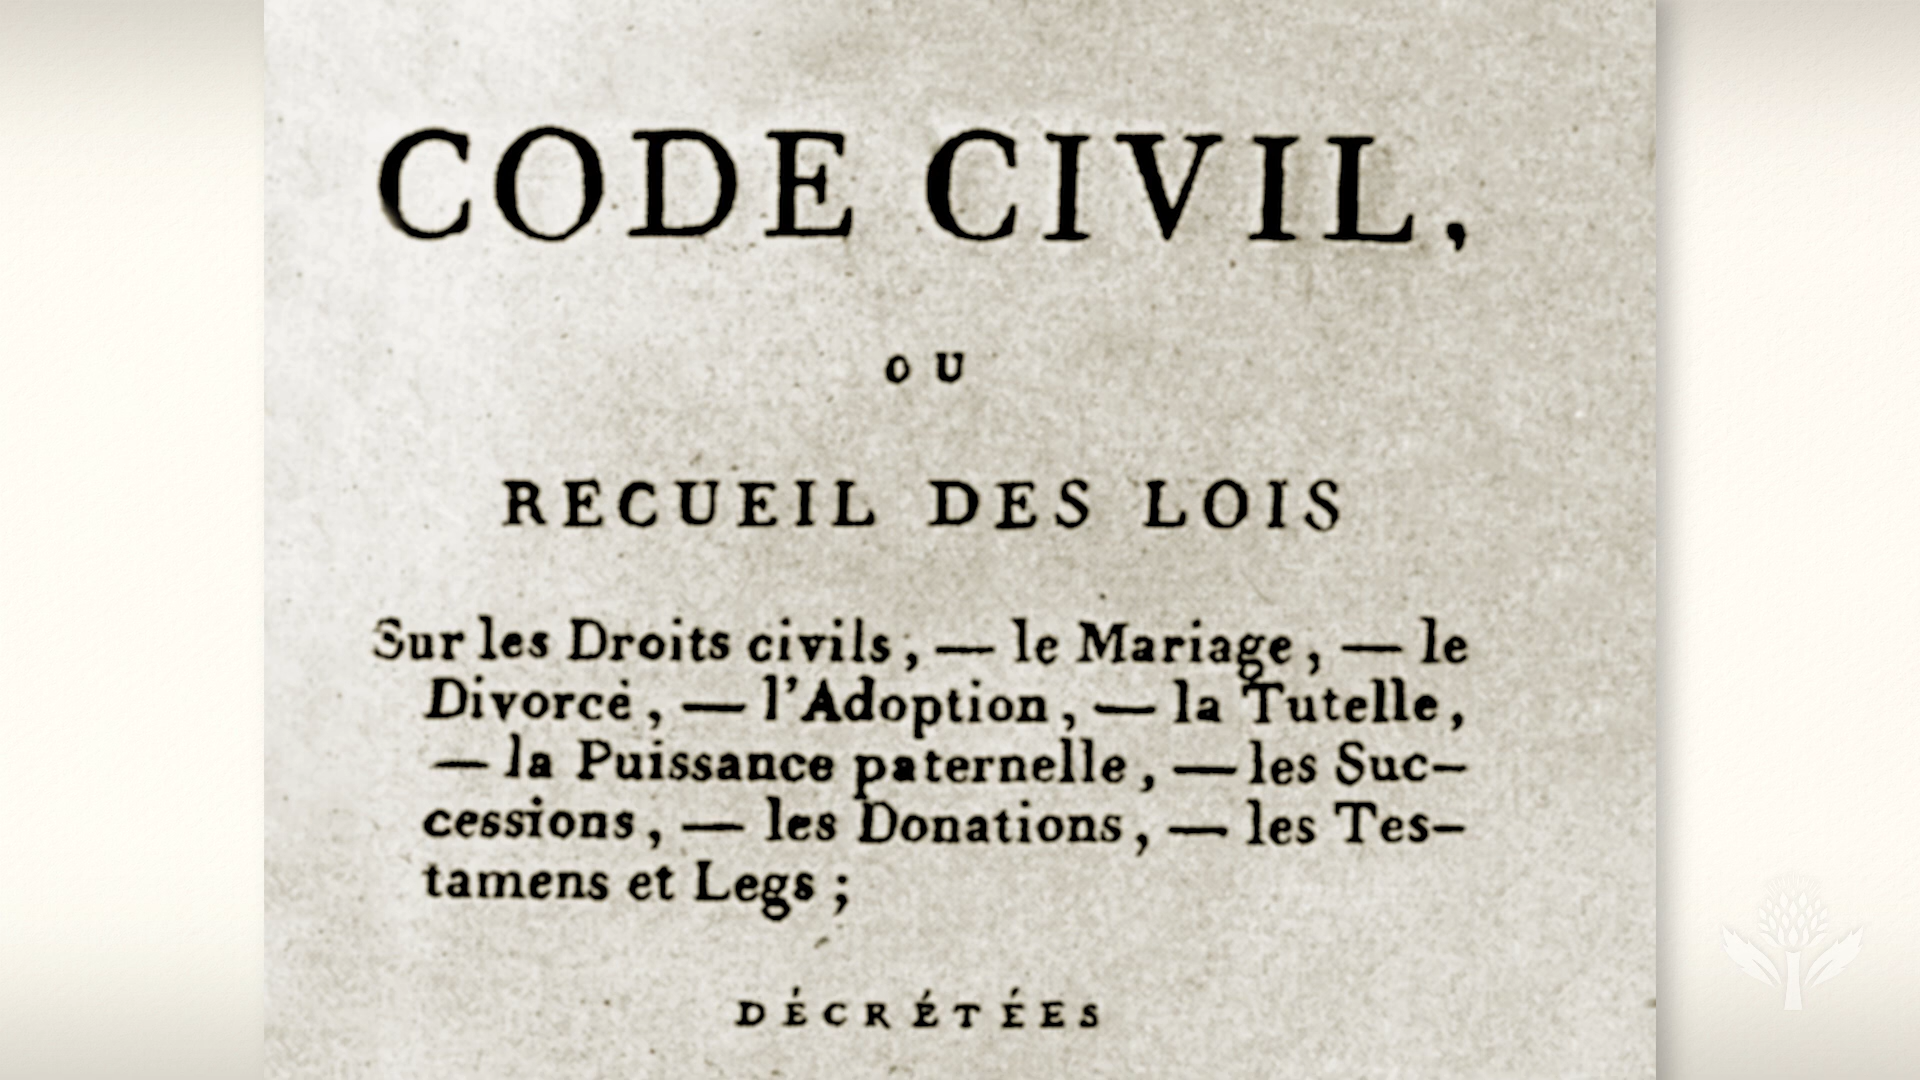 CODE CIVIL,
OU
RECUEIL DES LOIS
Sur les Droits civils, — le Mariage, — le
Divorce, — l'Adoption, — la Tutelle,
— la Puissance paternelle, — les Suc-
cessions, — les Donations, — les Tes-
tamens et Legs ;
DÉCRÉTÉES